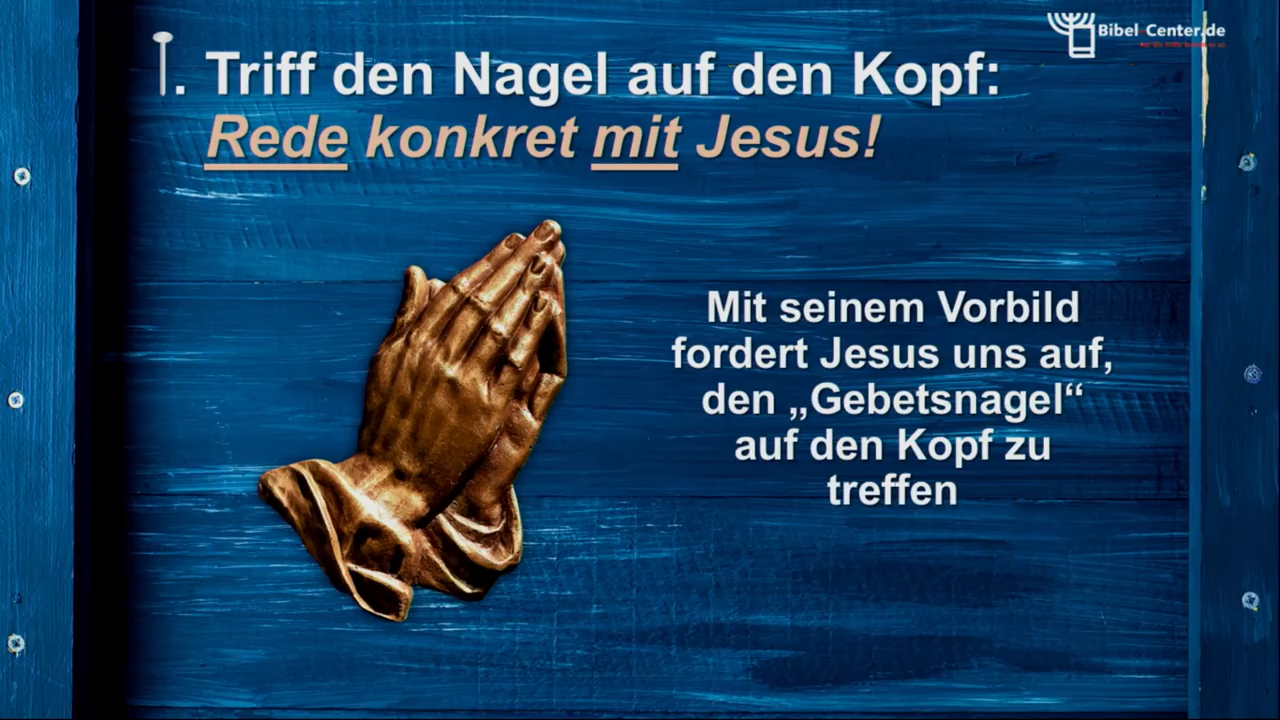 Bibel-Center.de
1. Triff den Nagel auf den Kopf:
Rede konkret mit Jesus!
Mit seinem Vorbild
fordert Jesus uns auf,
den „Gebetsnagel“
auf den Kopf zu
treffen